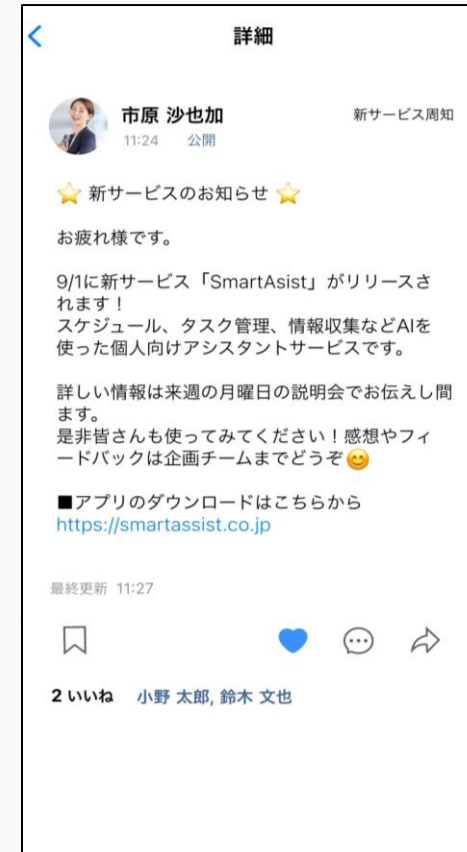 詳細
市原 沙也加
新サービス周知
11:24 公開
⭐ 新サービスのお知らせ ⭐
お疲れ様です。
9/1に新サービス「SmartAsist」がリリースさ
れます！
スケジュール、タスク管理、情報収集などAIを
使った個人向けアシスタントサービスです。
詳しい情報は来週の月曜日の説明会でお伝えし間
ます。
是非皆さんも使ってみてください！感想やフィ
ードバックは企画チームまでどうぞ😊
■アプリのダウンロードはこちらから
https://smartassist.co.jp
最終更新 11:27
2 いいね 小野 太郎, 鈴木 文也